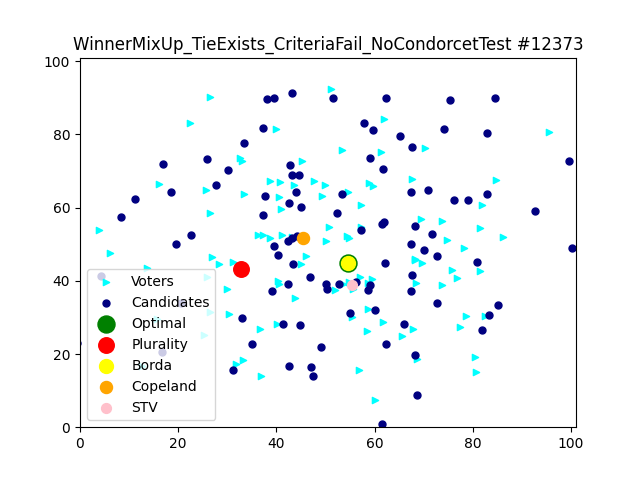 WinnerMixUp_TieExists_CriteriaFail_NoCondorcetTest #12373
100
80
60
40
20
0
Voters
Candidates
Optimal
Plurality
Borda
Copeland
STV
0 20 40 60 80 100